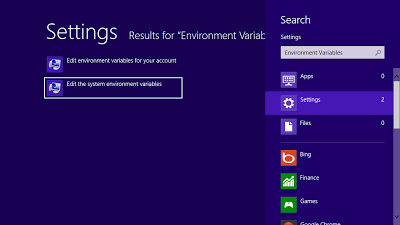 Settings Results for "Environment Variab
Edit environment variables for your account
Edit the system environment variables
Search
Settings
Environment Variables
Apps 0
Settings 2
Files 0
Bing
Finance
Games
Google Chrome